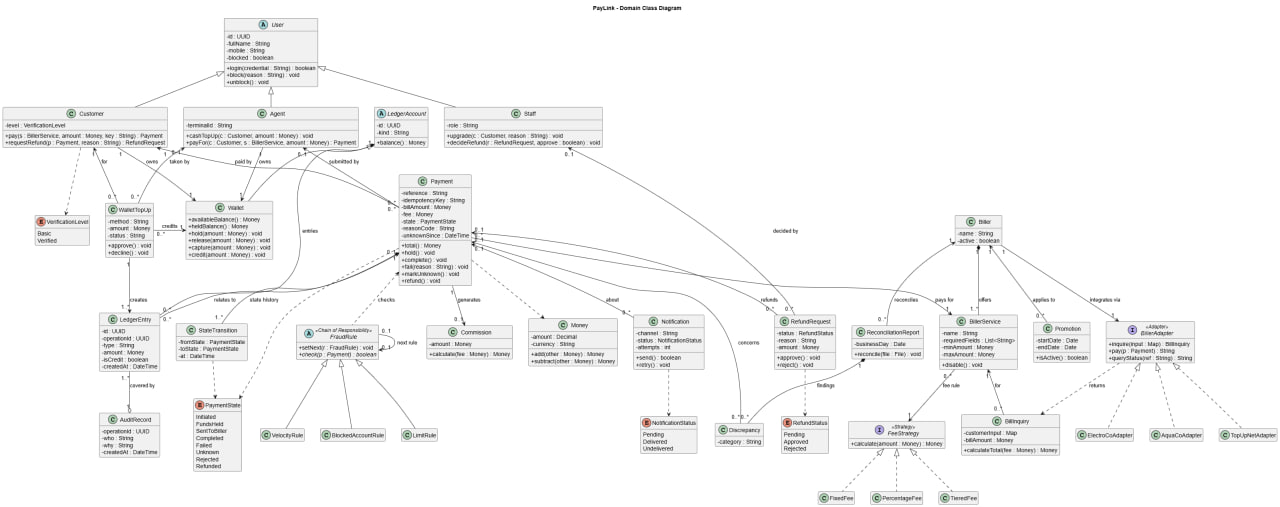 PayLink - Domain Class Diagram
A User
-id : UUID
-fullName : String
-mobile : String
-blocked : boolean
+login(credential : String) : boolean
+block(reason : String) : void
+unblock() : void
C Customer
-level : VerificationLevel
+pay(s : BillerService, amount : Money, key : String) : Payment
+requestRefund(p : Payment, reason : String) : RefundRequest
C Agent
-terminalId : String
+cashTopUp(c : Customer, amount : Money) : void
+payFor(c : Customer, s : BillerService, amount : Money) : Payment
A LedgerAccount
-id : UUID
-kind : String
+balance() : Money
C Staff
-role : String
+upgrade(c : Customer, reason : String) : void
+decideRefund(r : RefundRequest, approve : boolean) : void
for
owns
taken by
owns
paid by
submitted by
C Payment
-reference : String
-idempotencyKey : String
-billAmount : Money
-fee : Money
-state : PaymentState
-reasonCode : String
-unknownSince : DateTime
+total() : Money
+hold() : void
+complete() : void
+fail(reason : String) : void
+markUnknown() : void
+refund() : void
E VerificationLevel
Basic
Verified
C WalletTopUp
-method : String
-amount : Money
-status : String
+approve() : void
+decline() : void
credits
C Wallet
+availableBalance() : Money
+heldBalance() : Money
+hold(amount : Money) : void
+release(amount : Money) : void
+capture(amount : Money) : void
+credit(amount : Money) : void
entries
decided by
C Biller
-name : String
-active : boolean
creates
relates to
state history
checks
generates
about
refunds
concerns
reconciles
pays for
offers
applies to
integrates via
C LedgerEntry
-id : UUID
-operationId : UUID
-type : String
-amount : Money
-isCredit : boolean
-createdAt : DateTime
C StateTransition
-fromState : PaymentState
-toState : PaymentState
-at : DateTime
A «Chain of Responsibility»
FraudRule
+setNext(r : FraudRule) : void
+check(p : Payment) : boolean
next rule
C Commission
-amount : Money
+calculate(fee : Money) : Money
C Money
-amount : Decimal
-currency : String
+add(other : Money) : Money
+subtract(other : Money) : Money
C Notification
-channel : String
-status : NotificationStatus
-attempts : int
+send() : boolean
+retry() : void
C RefundRequest
-status : RefundStatus
-reason : String
-amount : Money
+approve() : void
+reject() : void
C ReconciliationReport
-businessDay : Date
+reconcile(file : File) : void
C BillerService
-name : String
-requiredFields : List<String>
-minAmount : Money
-maxAmount : Money
+disable() : void
C Promotion
-startDate : Date
-endDate : Date
+isActive() : boolean
I «Adapter»
BillerAdapter
+inquire(input : Map) : BillInquiry
+pay(p : Payment) : String
+queryStatus(ref : String) : String
covered by
findings
fee rule
for
returns
C AuditRecord
-operationId : UUID
-who : String
-why : String
-createdAt : DateTime
E PaymentState
Initiated
FundsHeld
SentToBiller
Completed
Failed
Unknown
Rejected
Refunded
C VelocityRule
C BlockedAccountRule
C LimitRule
E NotificationStatus
Pending
Delivered
Undelivered
C Discrepancy
-category : String
E RefundStatus
Pending
Approved
Rejected
I «Strategy»
FeeStrategy
+calculate(amount : Money) : Money
C BillInquiry
-customerInput : Map
-billAmount : Money
+calculateTotal(fee : Money) : Money
C ElectroCoAdapter
C AquaCoAdapter
C TopUpNetAdapter
C FixedFee
C PercentageFee
C TieredFee